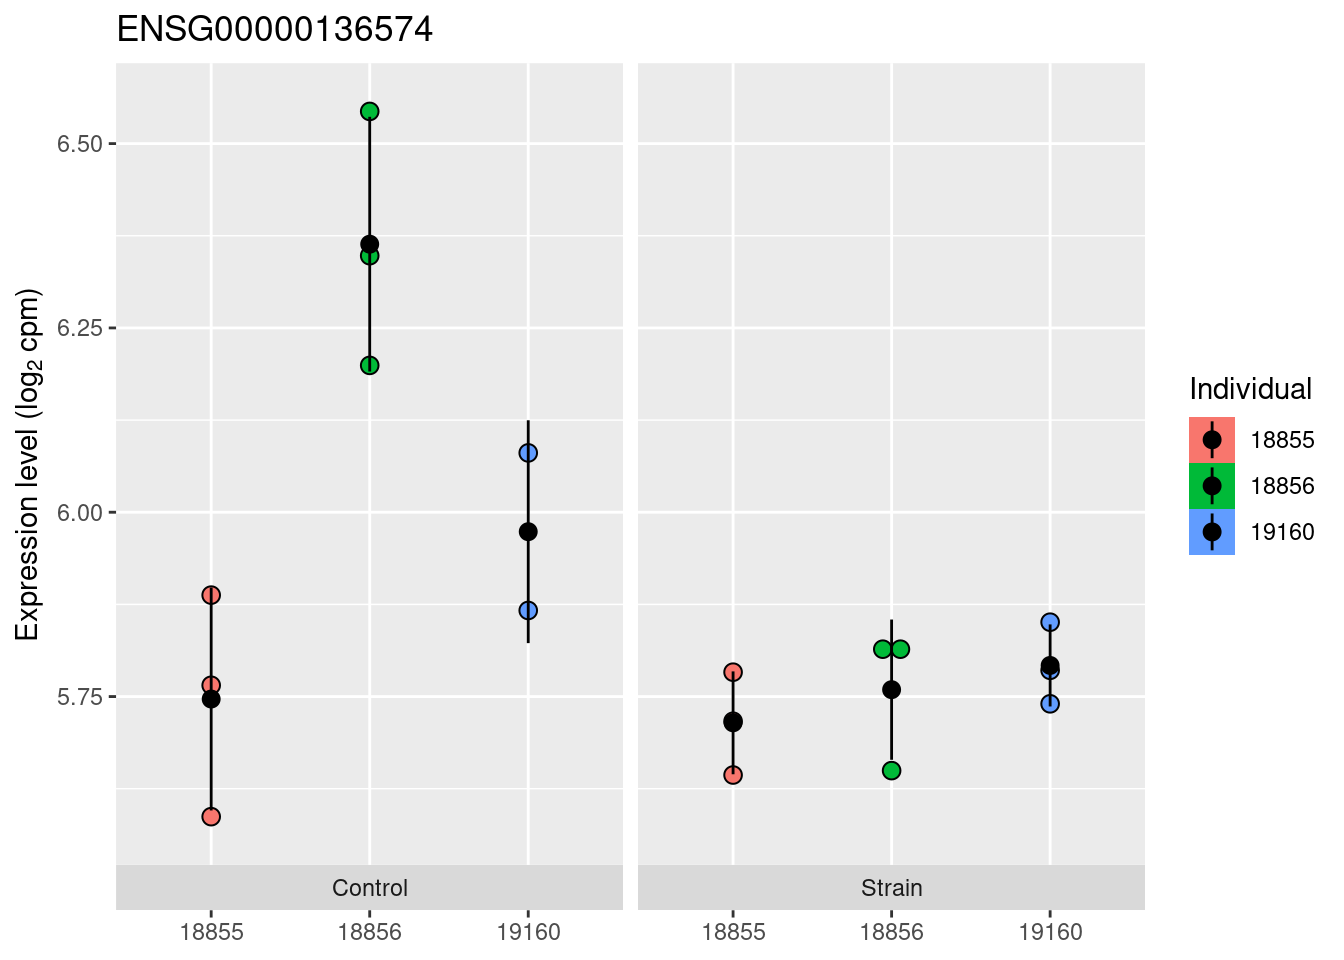 ENSG00000136574
Expression level (log₂ cpm)
6.50
6.25
6.00
5.75
Control
Strain
18855
18856
19160
18855
18856
19160
Individual
18855
18856
19160